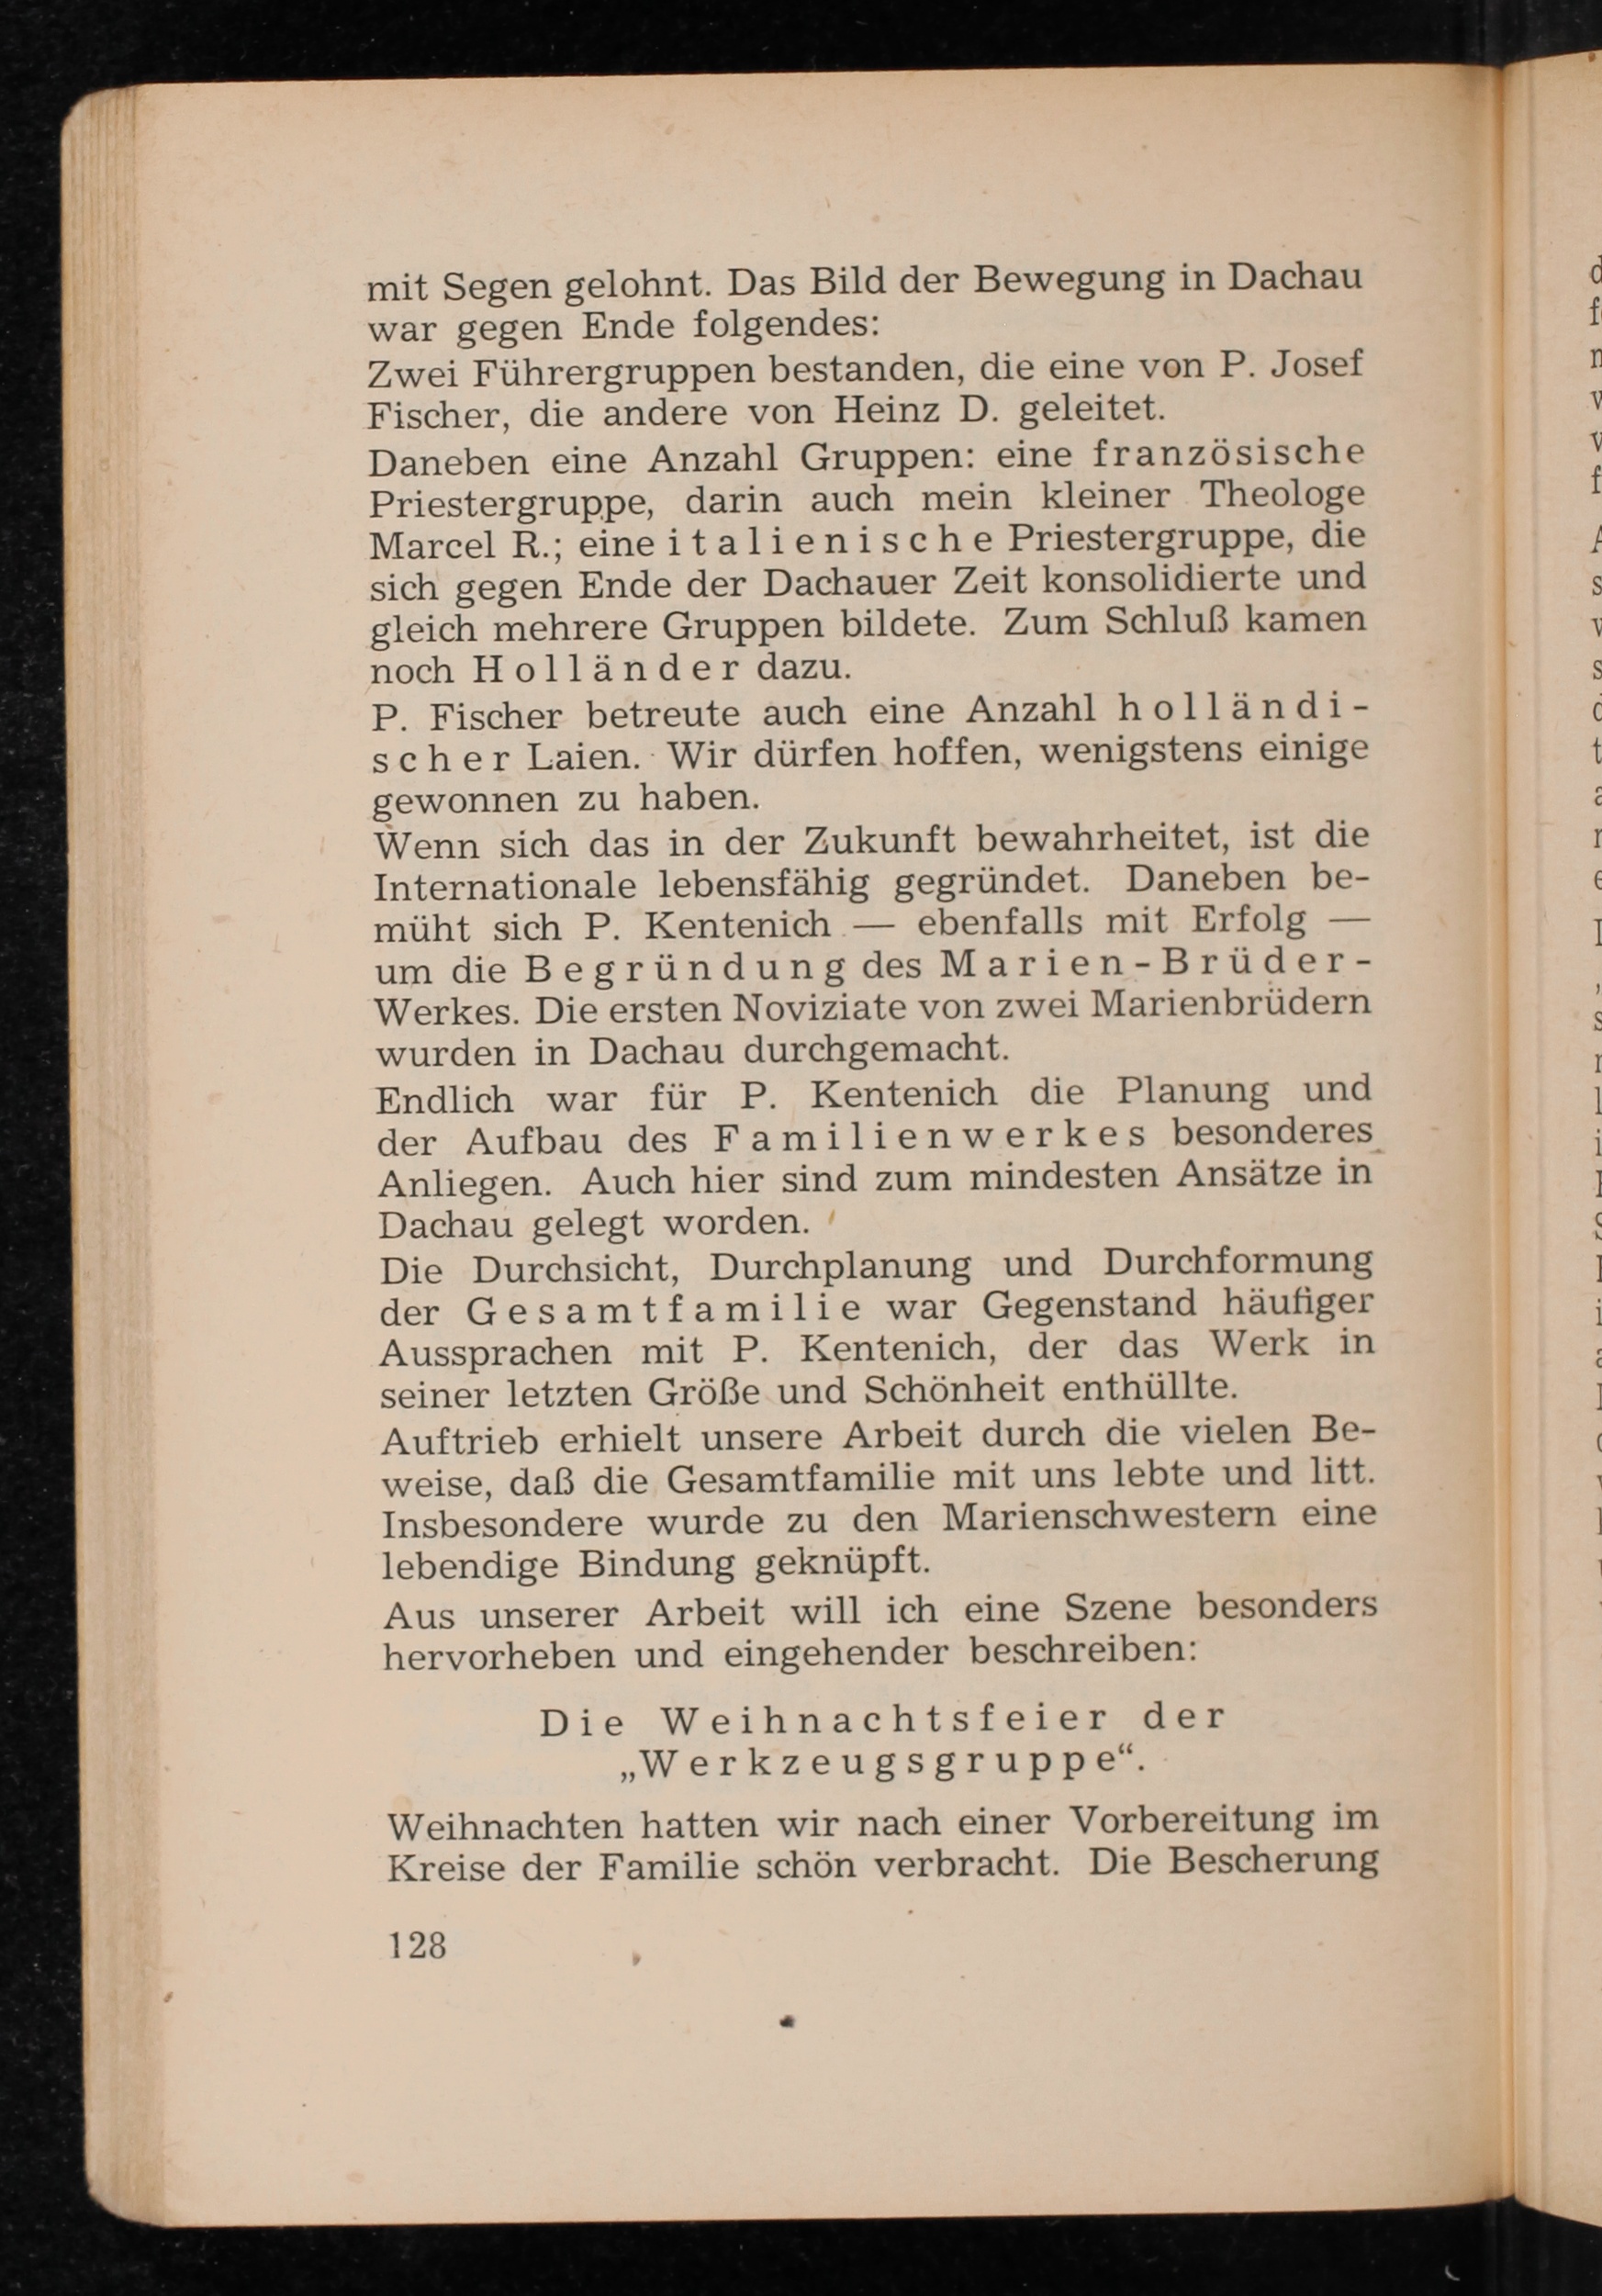 mit Segen gelohnt. Das Bild der Bewegung in Dachau
war gegen Ende folgendes:
Zwei Führergruppen bestanden, die eine von P. Josef
Fischer, die andere von Heinz D. geleitet.
Daneben eine Anzahl Gruppen: eine französische
Priestergruppe, darin auch mein kleiner Theologe
Marcel R.; eine italienische Priestergruppe, die
sich gegen Ende der Dachauer Zeit konsolidierte und
gleich mehrere Gruppen bildete. Zum Schluß kamen
noch Holländer dazu.
P. Fischer betreute auch eine Anzahl holländi-
scher Laien. Wir dürfen hoffen, wenigstens einige
gewonnen zu haben.
Wenn sich das in der Zukunft bewahrheitet, ist die
Internationale lebensfähig gegründet. Daneben be-
müht sich P. Kentenich — ebenfalls mit Erfolg —
um die Begründung des Marien-Brüder-
Werkes. Die ersten Noviziate von zwei Marienbrüdern
wurden in Dachau durchgemacht.
Endlich war für P. Kentenich die Planung und
der Aufbau des Familienwerkes besonderes
Anliegen. Auch hier sind zum mindesten Ansätze in
Dachau gelegt worden.
Die Durchsicht, Durchplanung und Durchformung
der Gesamtfamilie war Gegenstand häufiger
Aussprachen mit P. Kentenich, der das Werk in
seiner letzten Größe und Schönheit enthüllte.
Auftrieb erhielt unsere Arbeit durch die vielen Be-
weise, daß die Gesamtfamilie mit uns lebte und litt.
Insbesondere wurde zu den Marienschwestern eine
lebendige Bindung geknüpft.
Aus unserer Arbeit will ich eine Szene besonders
hervorheben und eingehender beschreiben:
Die Weihnachtsfeier der
„Werkzeugsgruppe“.
Weihnachten hatten wir nach einer Vorbereitung im
Kreise der Familie schön verbracht. Die Bescherung
128